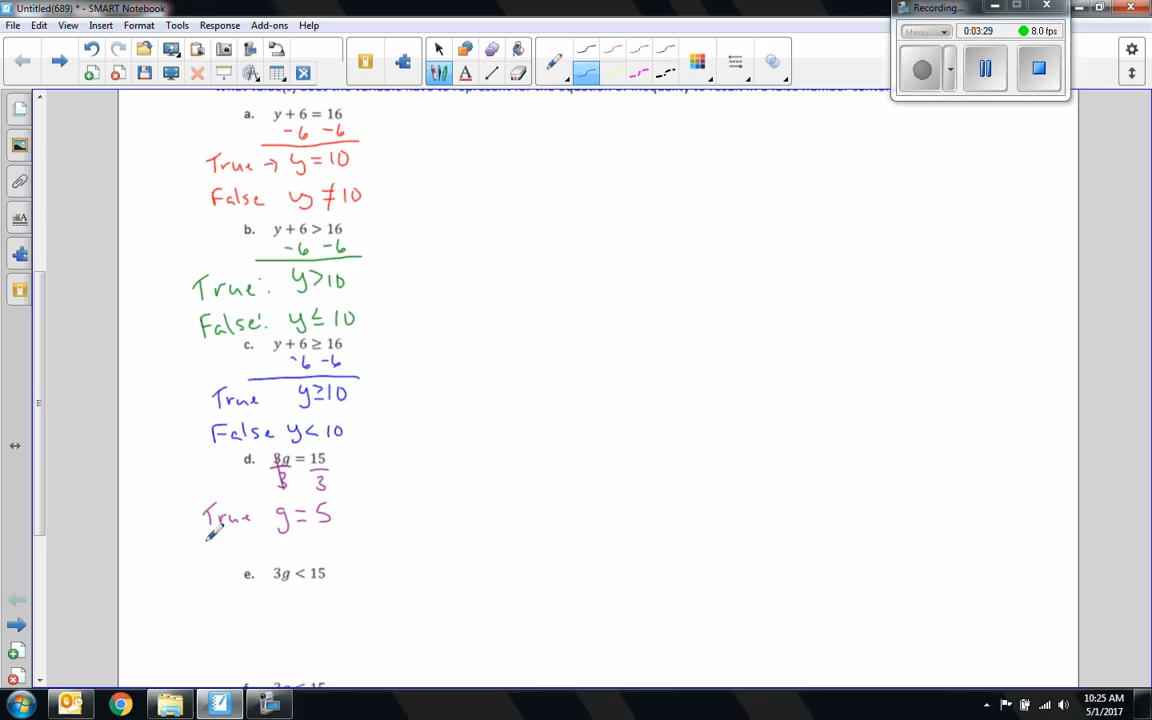 Untitled(689) * - SMART Notebook
File Edit View Insert Format Tools Response Add-ons Help
Recording...
Menu
0:03:29
8.0 fps
a. y + 6 = 16
-6 -6
True → y = 10
False y ≠ 10
b. y + 6 > 16
-6 -6
True: y > 10
False: y ≤ 10
c. y + 6 ≥ 16
-6 -6
True y ≥ 10
False y < 10
d. 3g = 15
3 3
True g = 5
e. 3g < 15
10:25 AM
5/1/2017